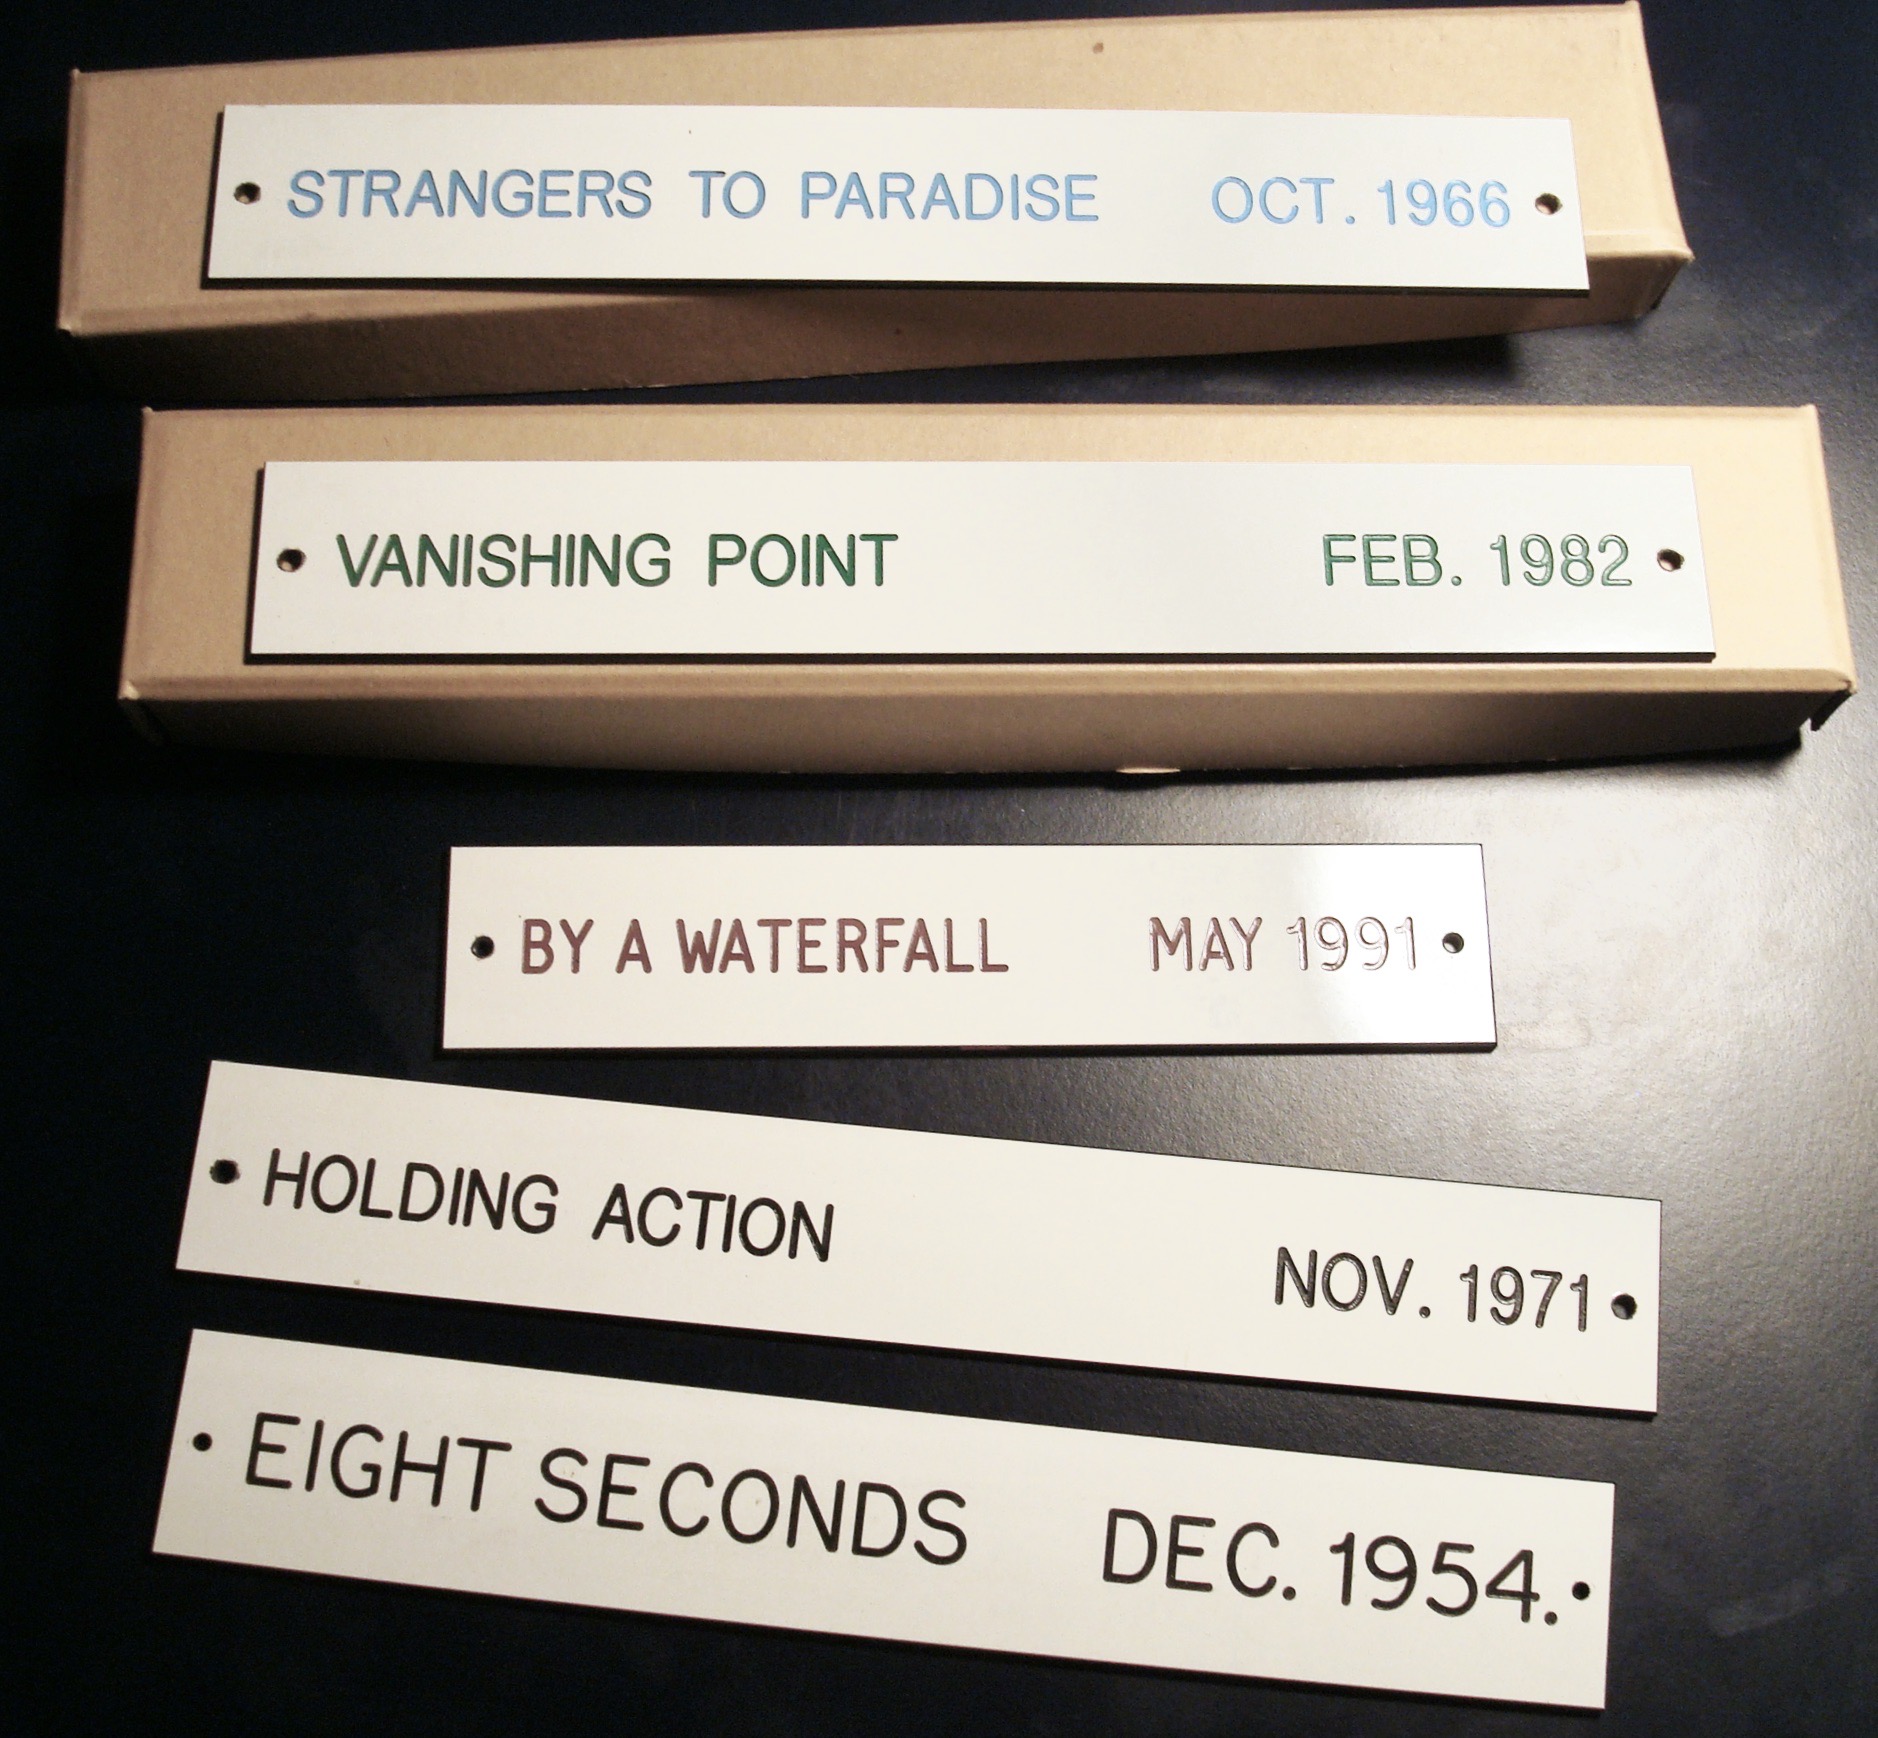 STRANGERS TO PARADISE OCT. 1966
VANISHING POINT FEB. 1982
BY A WATERFALL MAY 1991
HOLDING ACTION NOV. 1971
EIGHT SECONDS DEC. 1954.